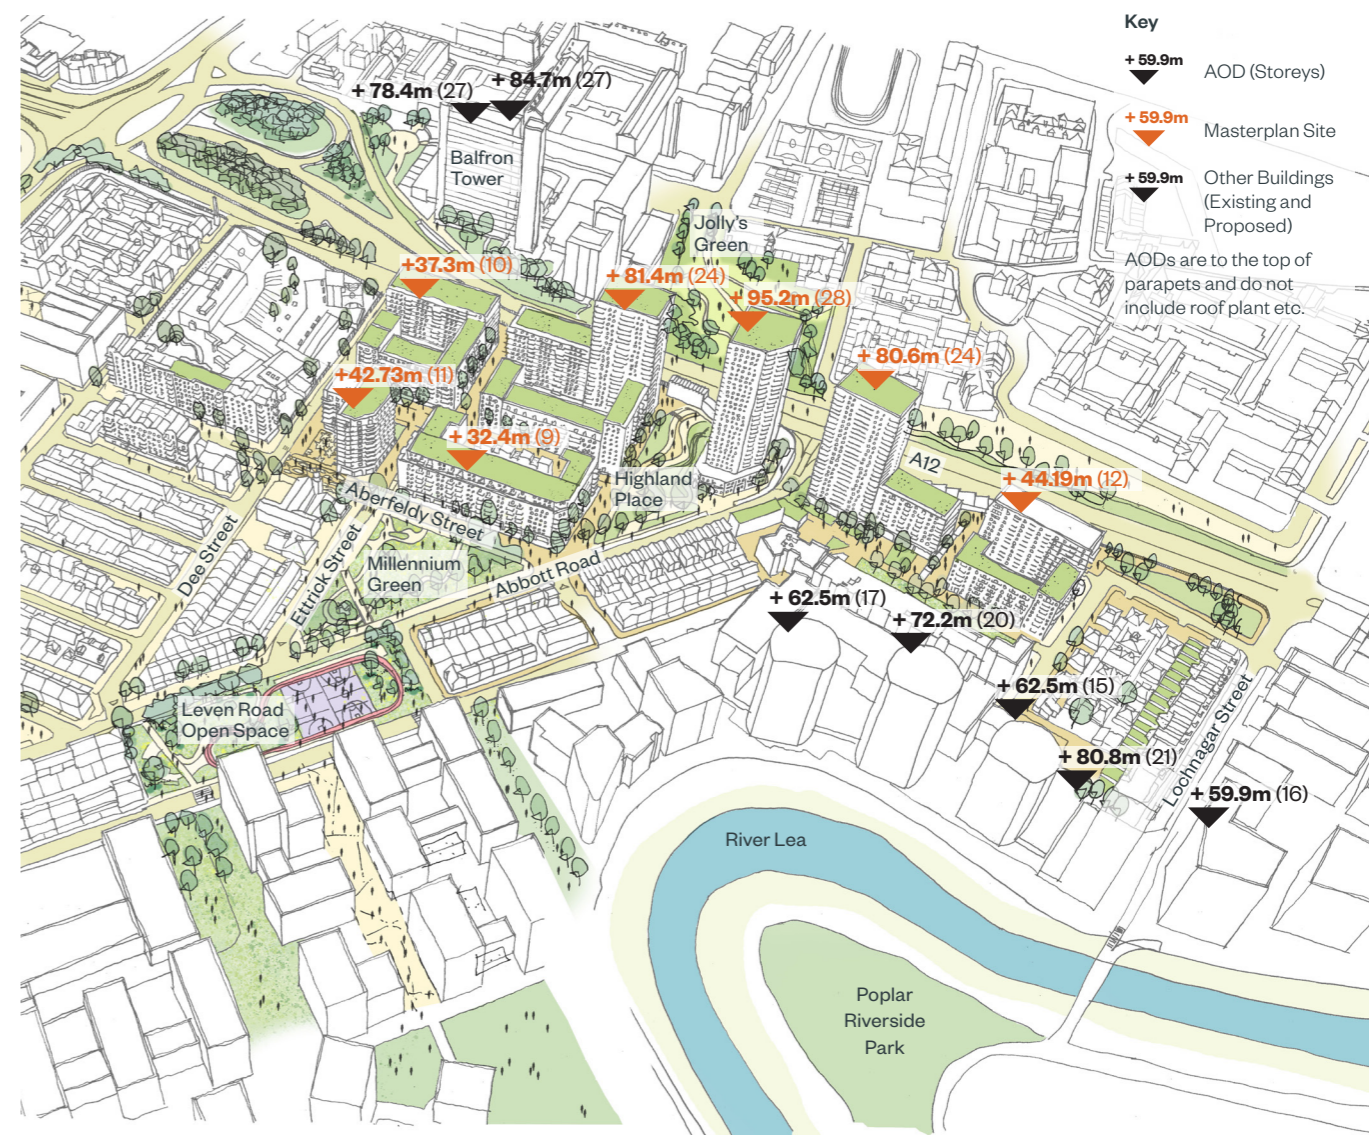 Key
+ 59.9m
AOD (Storeys)
+ 59.9m
Masterplan Site
+ 59.9m
Other Buildings
(Existing and
Proposed)
AODs are to the top of
parapets and do not
include roof plant etc.
+ 78.4m (27)
+ 84.7m (27)
Balfron
Tower
Jolly's
Green
+37.3m (10)
+ 81.4m (24)
+ 95.2m (28)
+ 80.6m (24)
+42.73m (11)
+ 32.4m (9)
A12
+ 44.19m (12)
Highland
Place
Aberfeldy Street
Dee Street
Ettrick Street
Millennium
Green
Abbott Road
+ 62.5m (17)
+ 72.2m (20)
+ 62.5m (15)
+ 80.8m (21)
+ 59.9m (16)
Lochnagar Street
Leven Road
Open Space
River Lea
Poplar
Riverside
Park